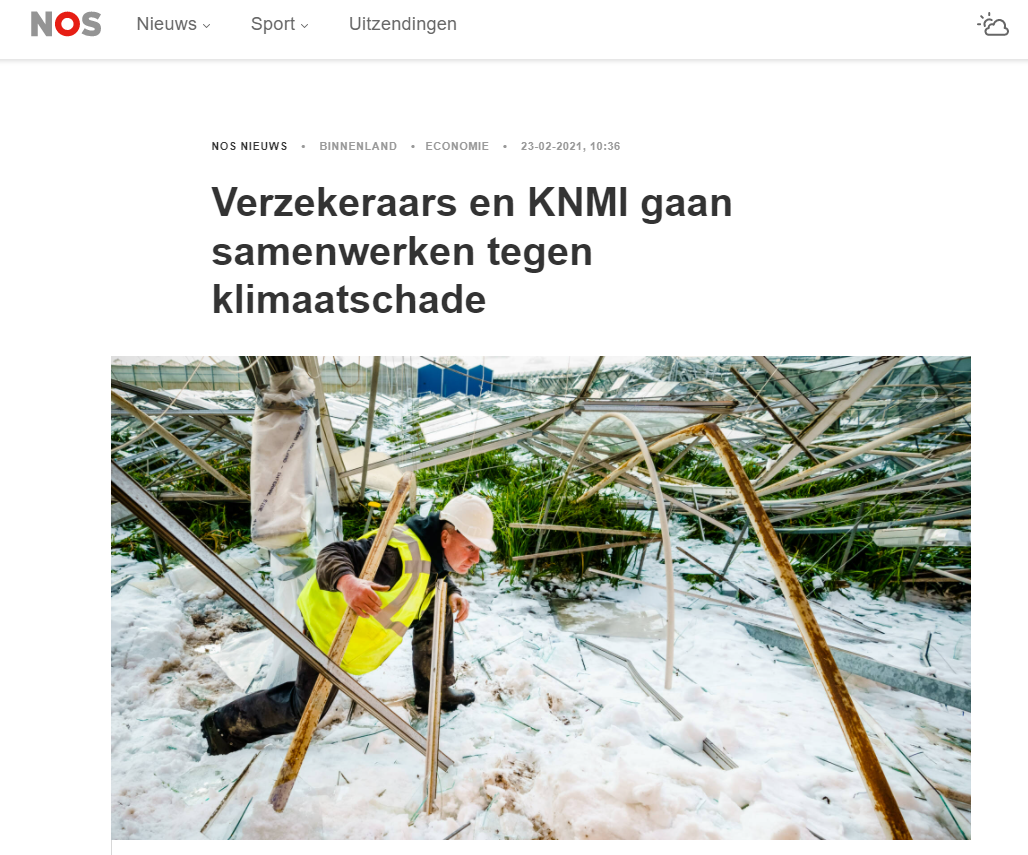 NOS Nieuws Sport Uitzendingen
NOS NIEUWS • BINNENLAND • ECONOMIE • 23-02-2021, 10:36
Verzekeraars en KNMI gaan
samenwerken tegen
klimaatschade